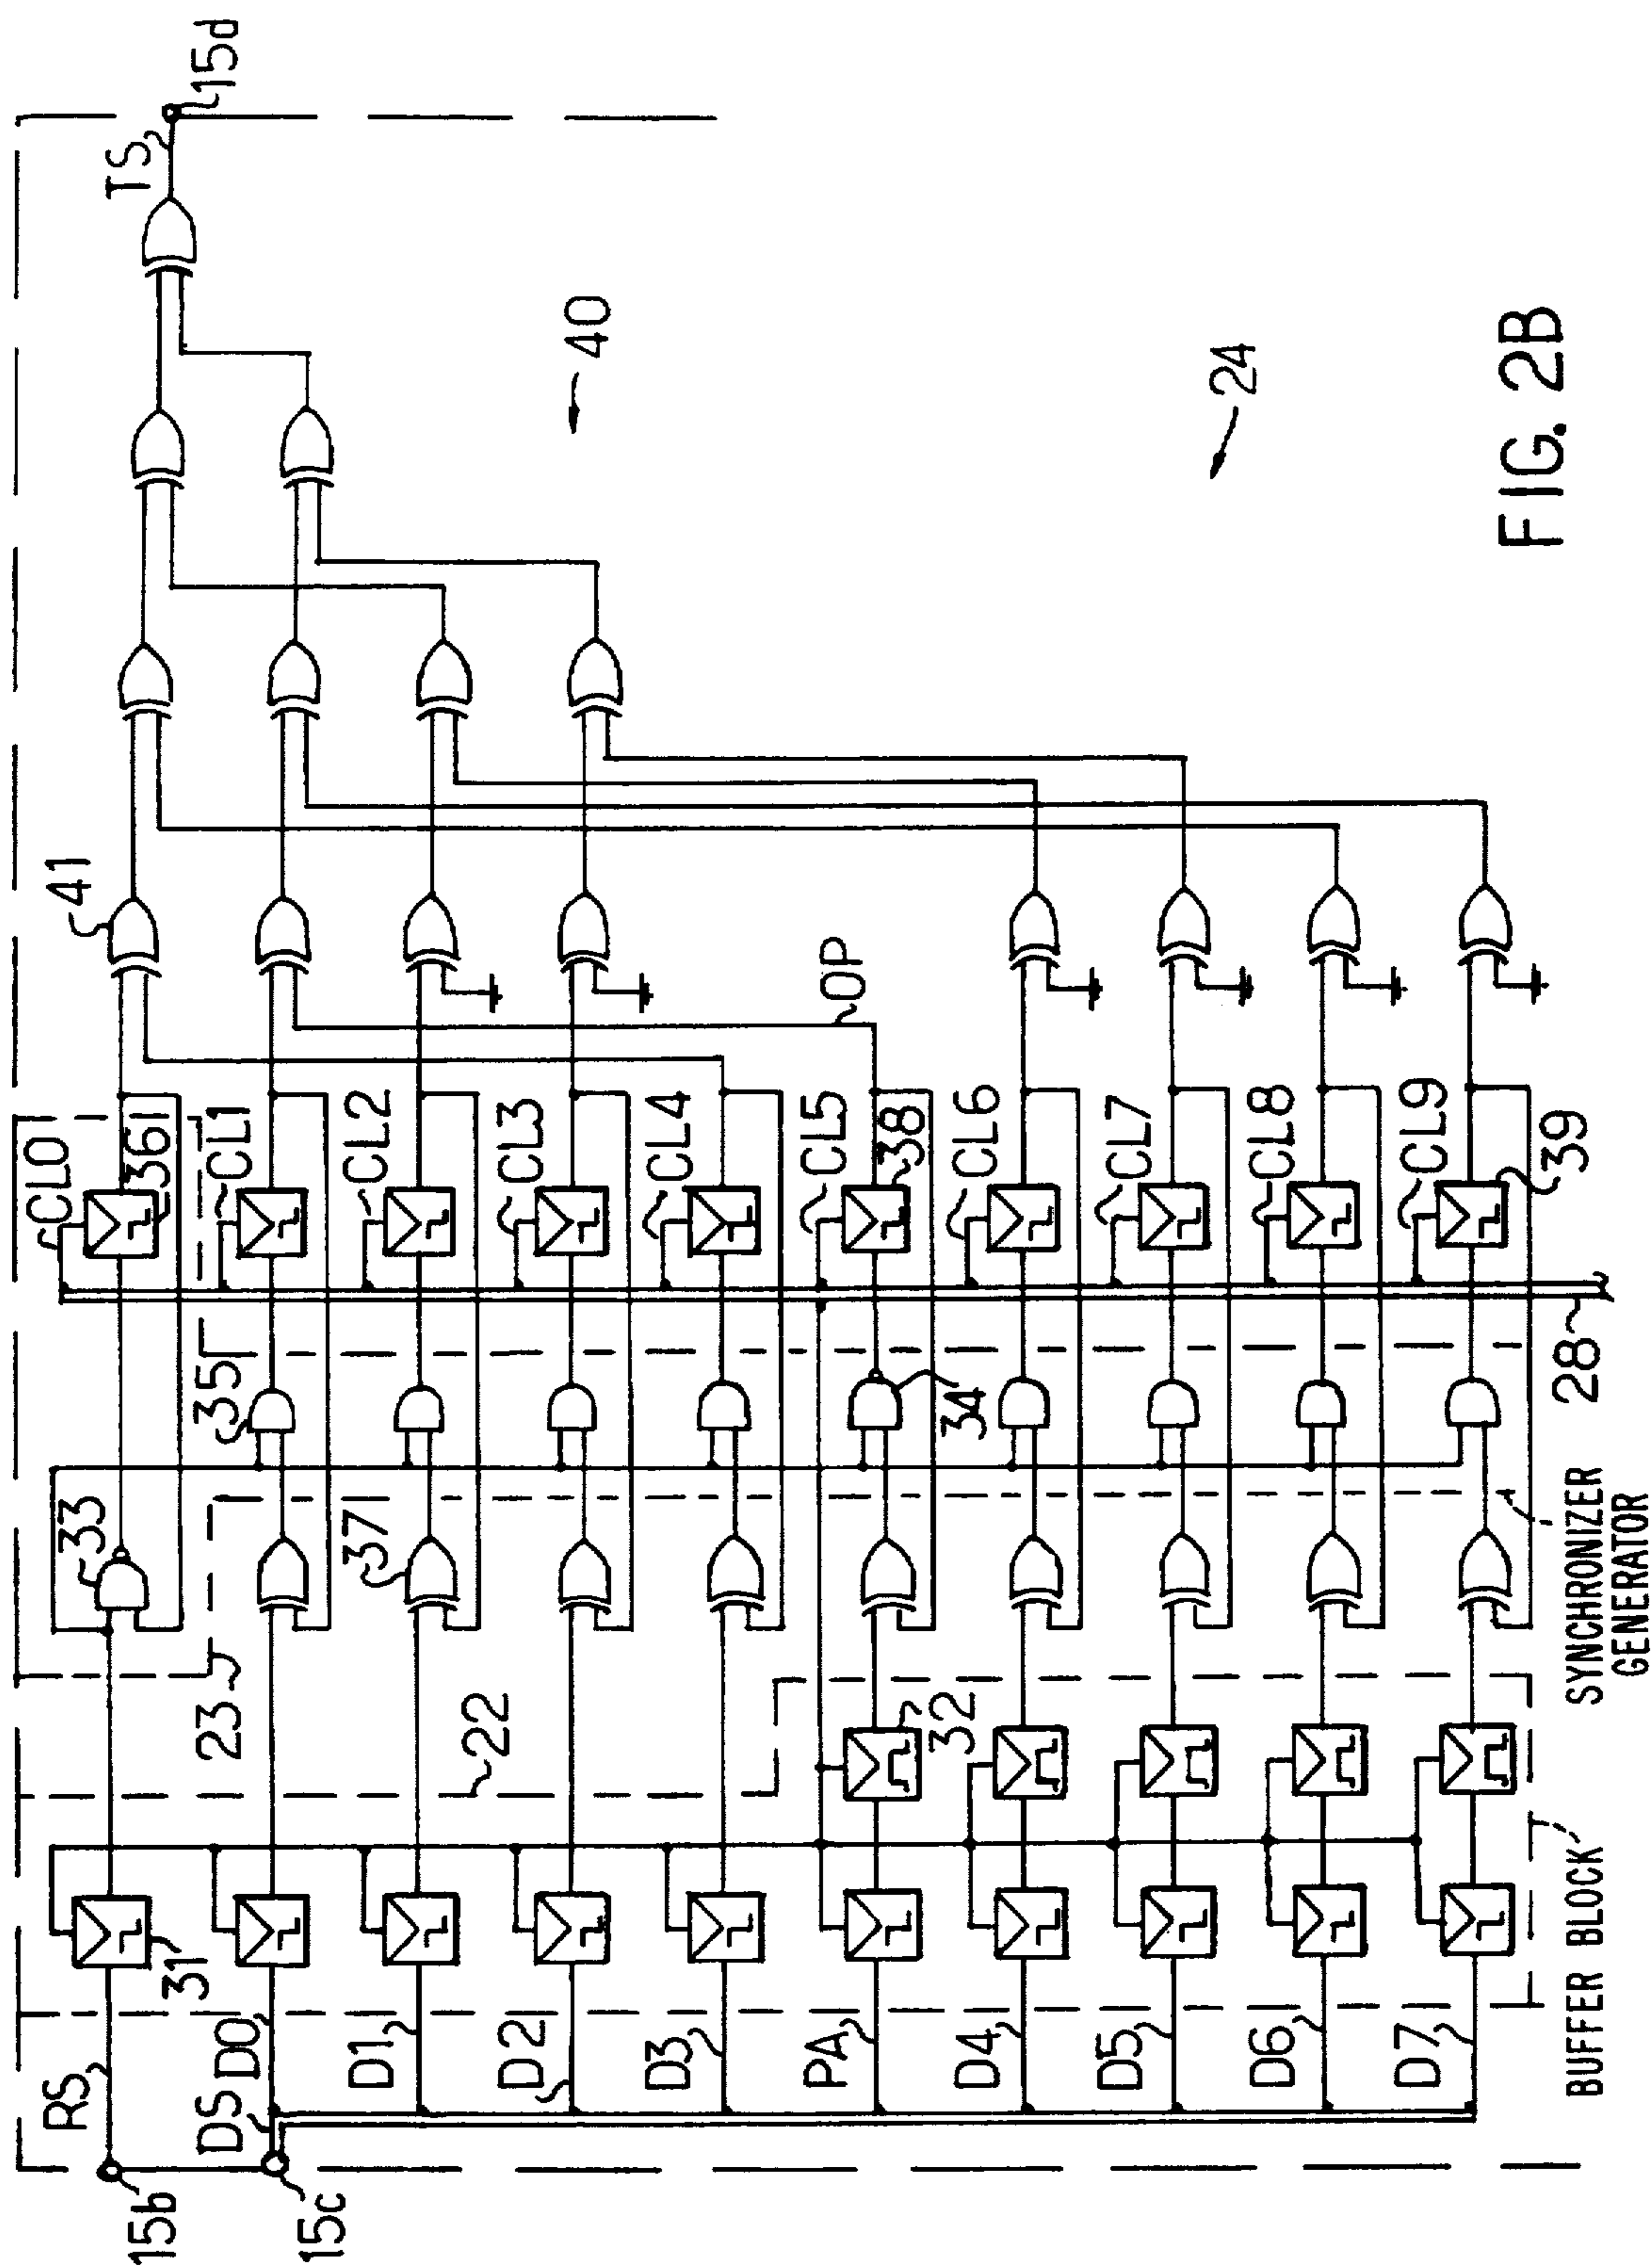 15b
RS
31
33
CL0
361
41
TS
15d
15c
DS
D0
23
35
CL1
D1
22
37
CL2
40
D2
CL3
D3
CL4
PA
32
34
CL5
38
OP
D4
CL6
D5
CL7
24
D6
CL8
D7
CL9
39
28
BUFFER BLOCK
SYNCHRONIZER
GENERATOR
FIG. 2B